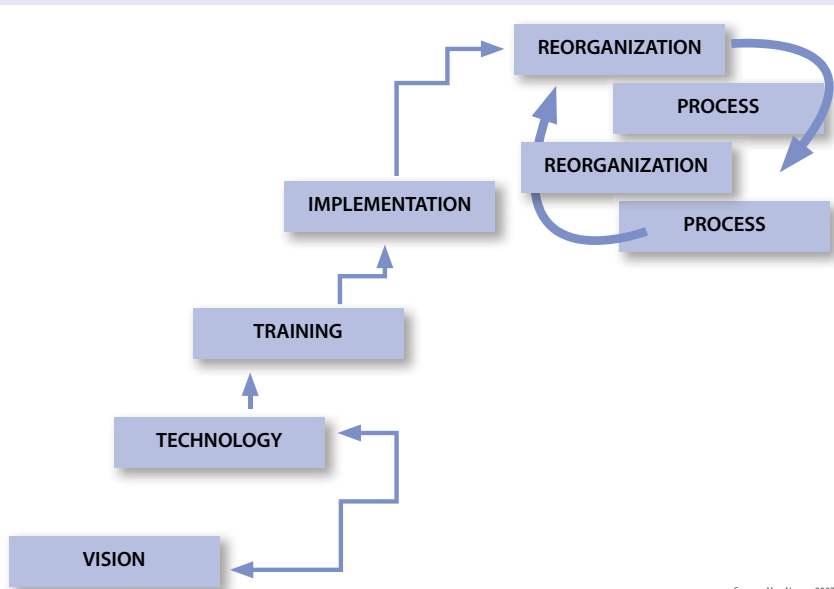 REORGANIZATION
PROCESS
REORGANIZATION
PROCESS
IMPLEMENTATION
TRAINING
TECHNOLOGY
VISION